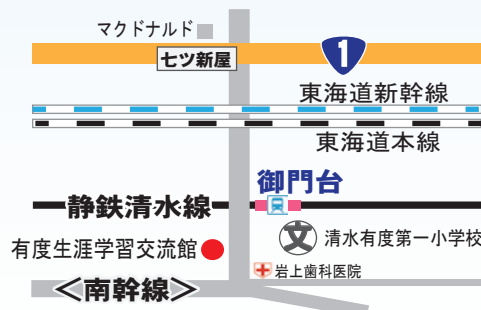 マクドナルド
七ツ新屋
1
東海道新幹線
東海道本線
御門台
静鉄清水線
文
清水有度第一小学校
有度生涯学習交流館
岩上歯科医院
<南幹線>